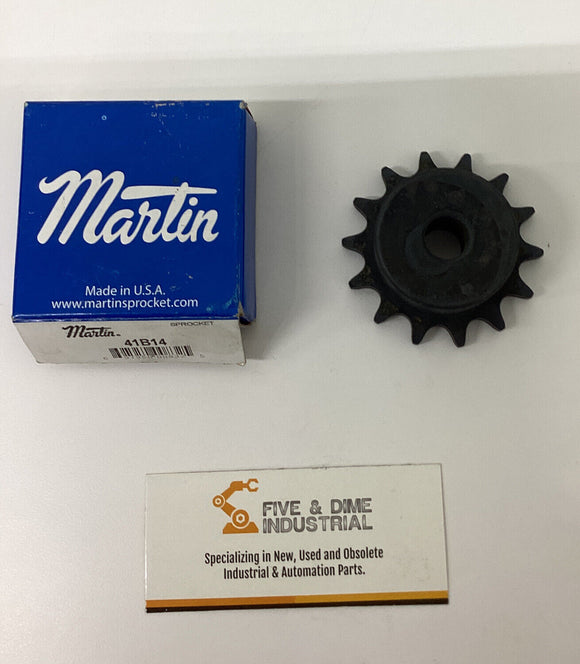 Martin
Made in U.S.A.
www.martinsprocket.com
Martin SPROCKET
41B14
FIVE & DIME
INDUSTRIAL
Specializing in New, Used and Obsolete
Industrial & Automation Parts.